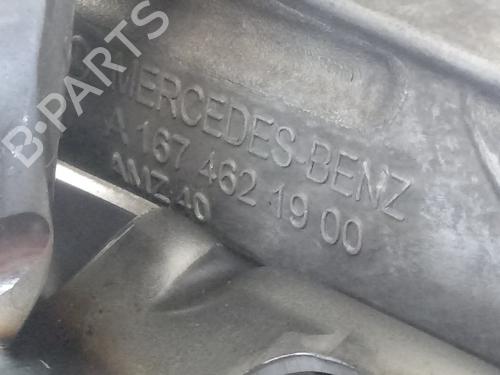 MERCEDES-BENZ
A 167 462 19 00
AMZ 40
B-PARTS